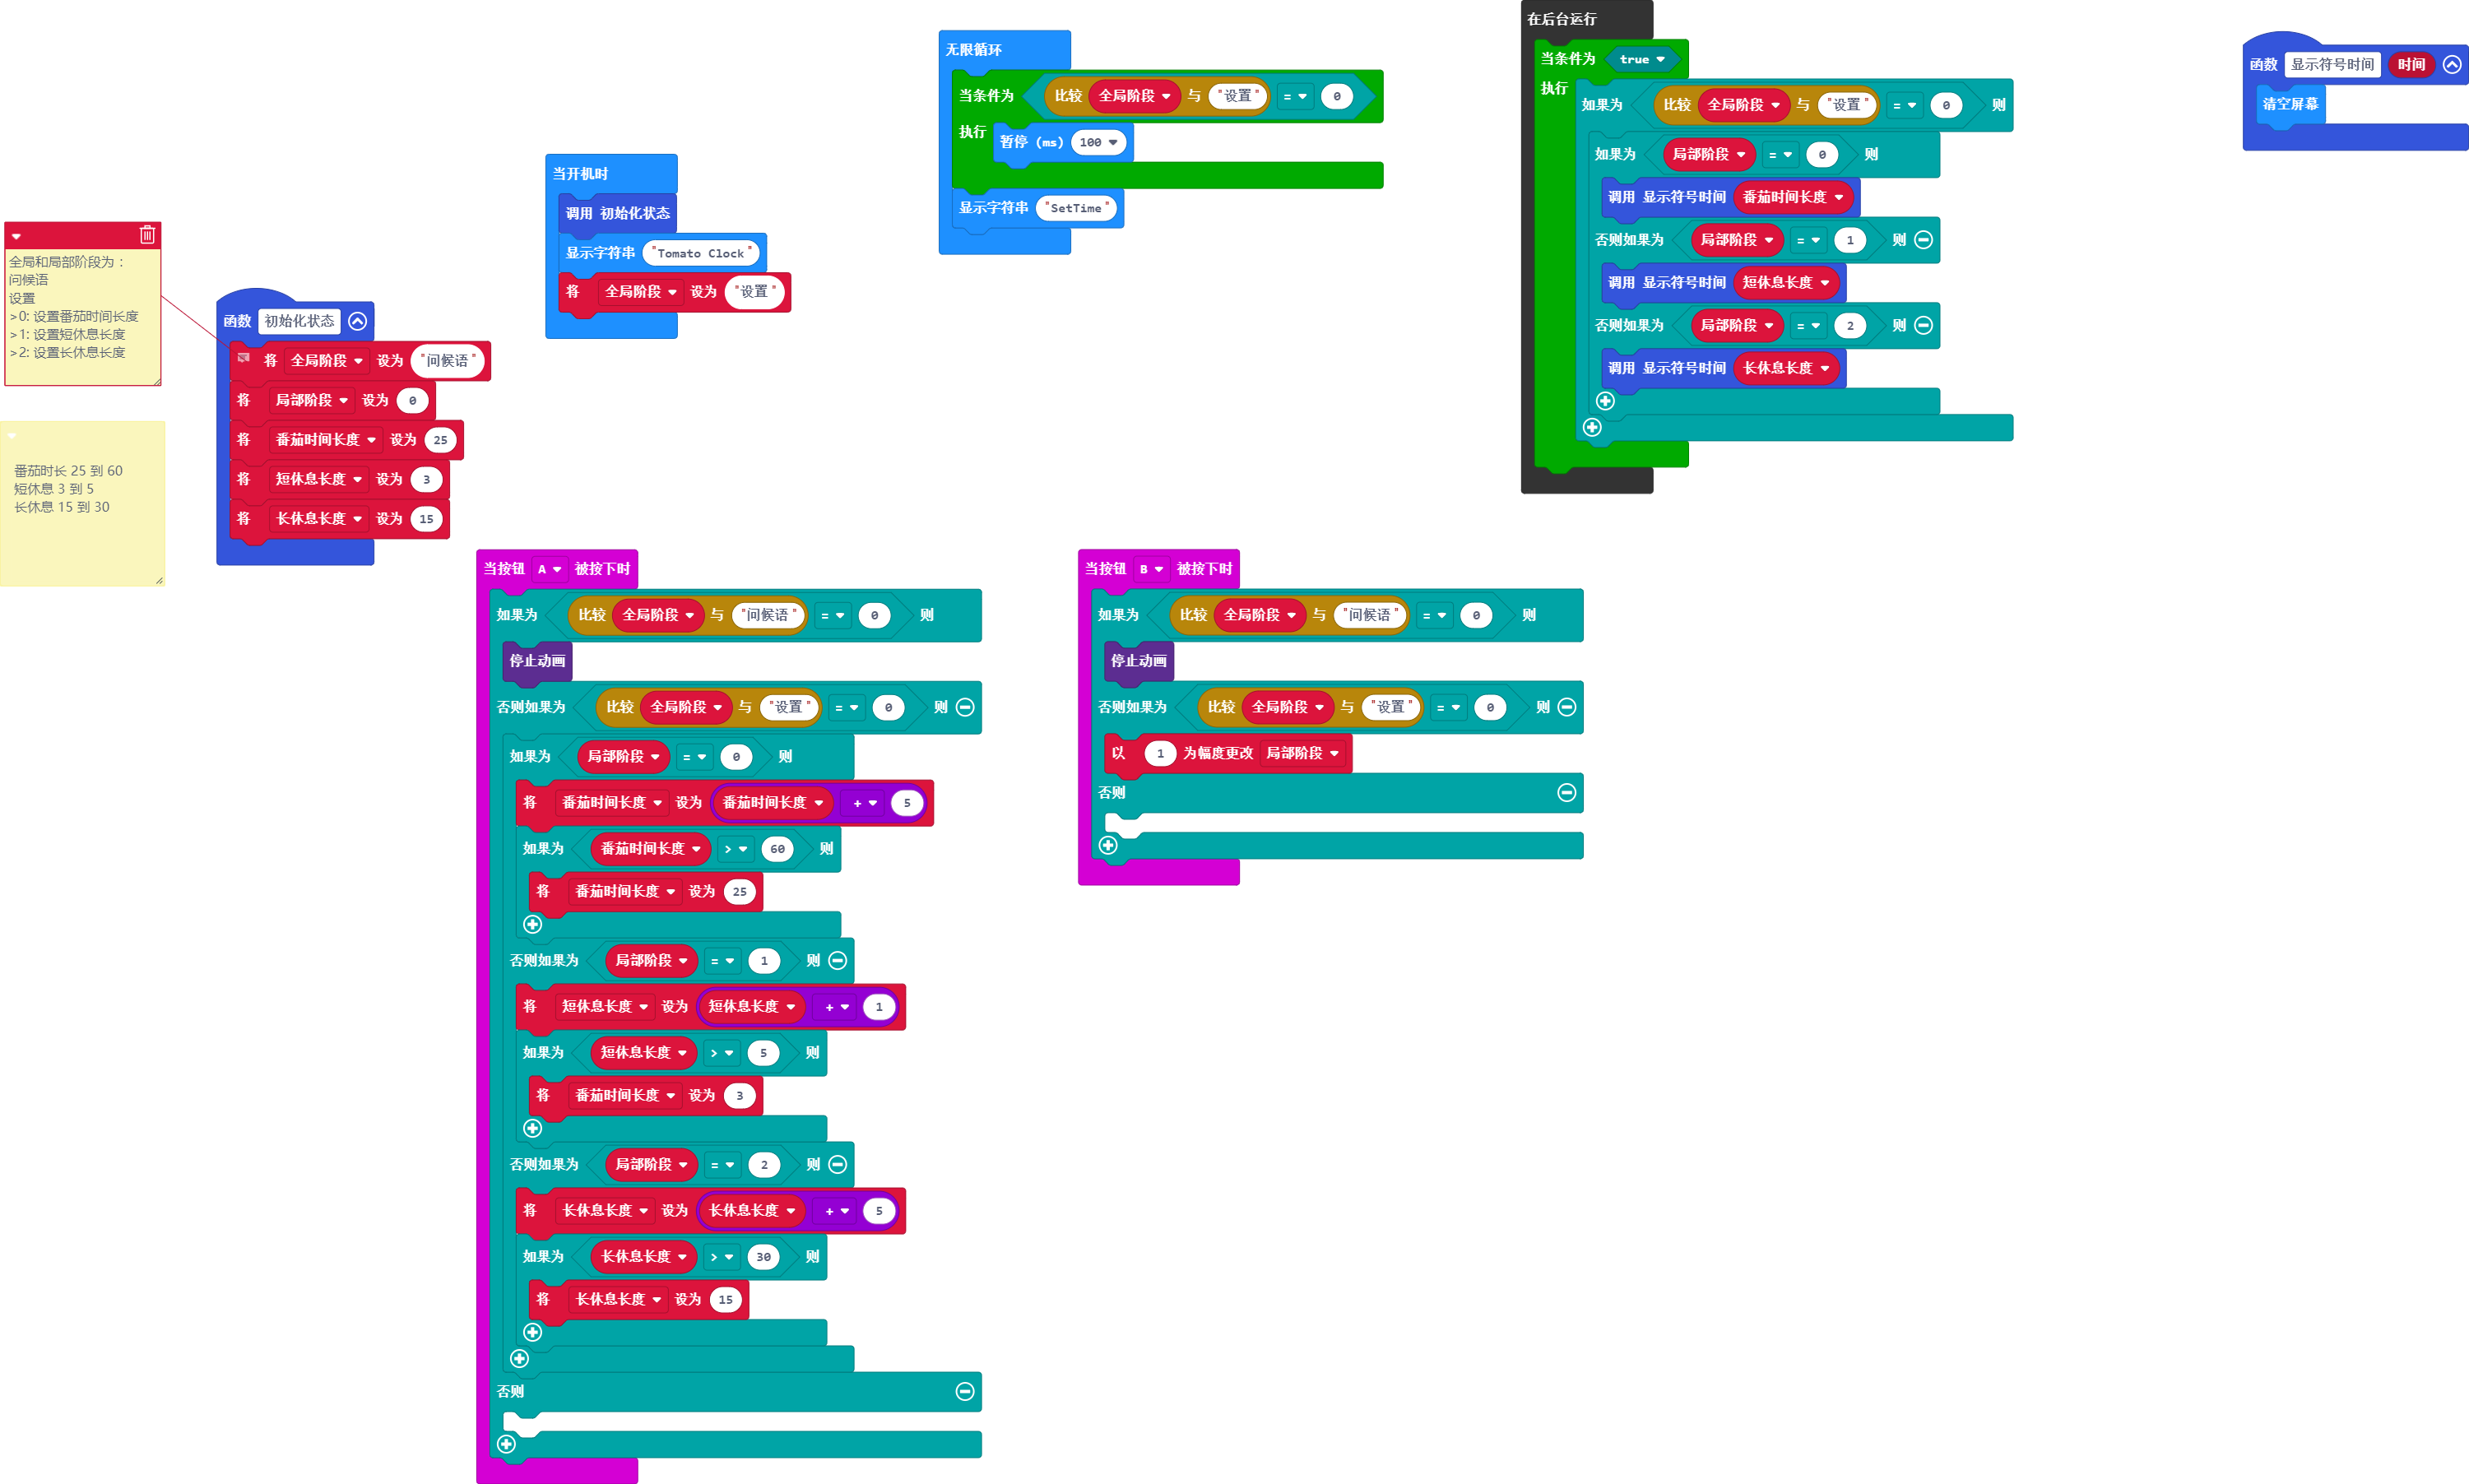 全局和局部阶段为：
问候语
设置
>0: 设置番茄时间长度
>1: 设置短休息长度
>2: 设置长休息长度
番茄时长 25 到 60
短休息 3 到 5
长休息 15 到 30
函数 初始化状态
将 全局阶段 设为 "问候语"
将 局部阶段 设为 0
将 番茄时间长度 设为 25
将 短休息长度 设为 3
将 长休息长度 设为 15
当开机时
调用 初始化状态
显示字符串 "Tomato Clock"
将 全局阶段 设为 "设置"
无限循环
当条件为 比较 全局阶段 与 "设置" = 0
执行 暂停 (ms) 100
显示字符串 "SetTime"
在后台运行
当条件为 true
执行
如果为 比较 全局阶段 与 "设置" = 0 则
如果为 局部阶段 = 0 则
调用 显示符号时间 番茄时间长度
否则如果为 局部阶段 = 1 则
调用 显示符号时间 短休息长度
否则如果为 局部阶段 = 2 则
调用 显示符号时间 长休息长度
函数 显示符号时间 时间
清空屏幕
当按钮 A 被按下时
如果为 比较 全局阶段 与 "问候语" = 0 则
停止动画
否则如果为 比较 全局阶段 与 "设置" = 0 则
如果为 局部阶段 = 0 则
将 番茄时间长度 设为 番茄时间长度 + 5
如果为 番茄时间长度 > 60 则
将 番茄时间长度 设为 25
否则如果为 局部阶段 = 1 则
将 短休息长度 设为 短休息长度 + 1
如果为 短休息长度 > 5 则
将 番茄时间长度 设为 3
否则如果为 局部阶段 = 2 则
将 长休息长度 设为 长休息长度 + 5
如果为 长休息长度 > 30 则
将 长休息长度 设为 15
否则
当按钮 B 被按下时
如果为 比较 全局阶段 与 "问候语" = 0 则
停止动画
否则如果为 比较 全局阶段 与 "设置" = 0 则
以 1 为幅度更改 局部阶段
否则